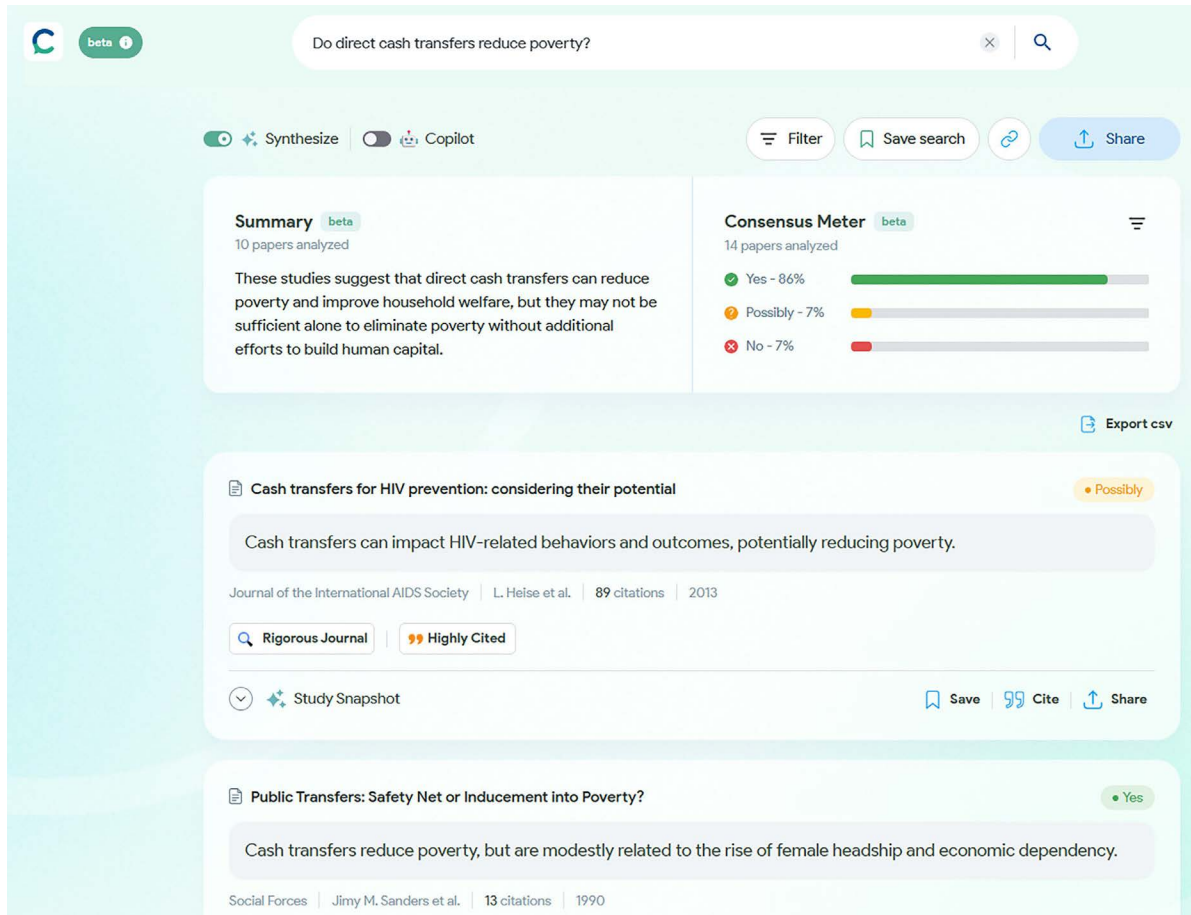 C
beta
Do direct cash transfers reduce poverty?
Synthesize
Copilot
Filter
Save search
Share
Summary beta
10 papers analyzed
These studies suggest that direct cash transfers can reduce
poverty and improve household welfare, but they may not be
sufficient alone to eliminate poverty without additional
efforts to build human capital.
Consensus Meter beta
14 papers analyzed
Yes - 86%
Possibly - 7%
No - 7%
Export csv
Cash transfers for HIV prevention: considering their potential
Possibly
Cash transfers can impact HIV-related behaviors and outcomes, potentially reducing poverty.
Journal of the International AIDS Society | L. Heise et al. | 89 citations | 2013
Rigorous Journal | Highly Cited
Study Snapshot
Save | Cite | Share
Public Transfers: Safety Net or Inducement into Poverty?
Yes
Cash transfers reduce poverty, but are modestly related to the rise of female headship and economic dependency.
Social Forces | Jimy M. Sanders et al. | 13 citations | 1990